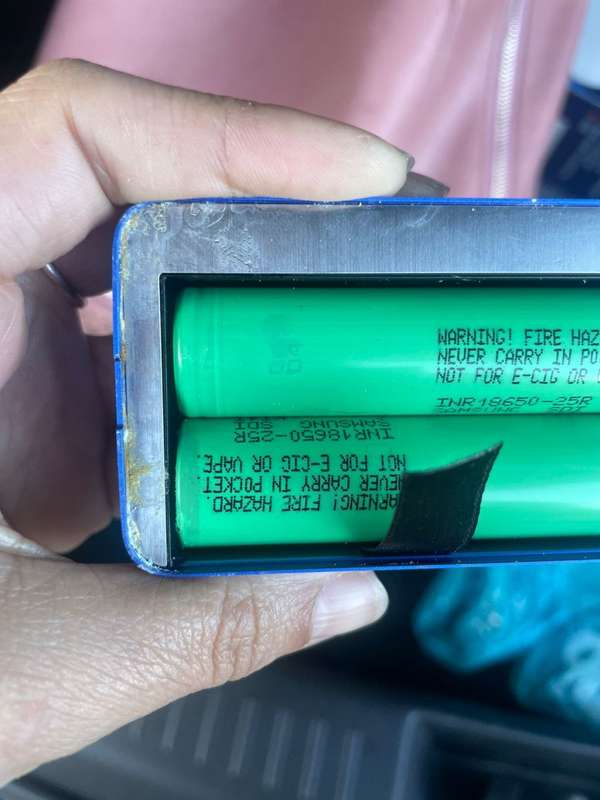 WARNING! FIRE HAZ
NEVER CARRY IN PO
NOT FOR E-CIG OR
INR18650-25R
SAMSUNG SDI
ARNING! FIRE HAZARD.
NEVER CARRY IN POCKET.
NOT FOR E-CIG OR VAPE.
INR18650-25R
SAMSUNG SDI